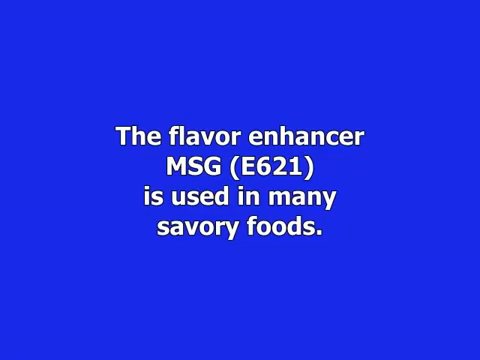 The flavor enhancer
MSG (E621)
is used in many
savory foods.